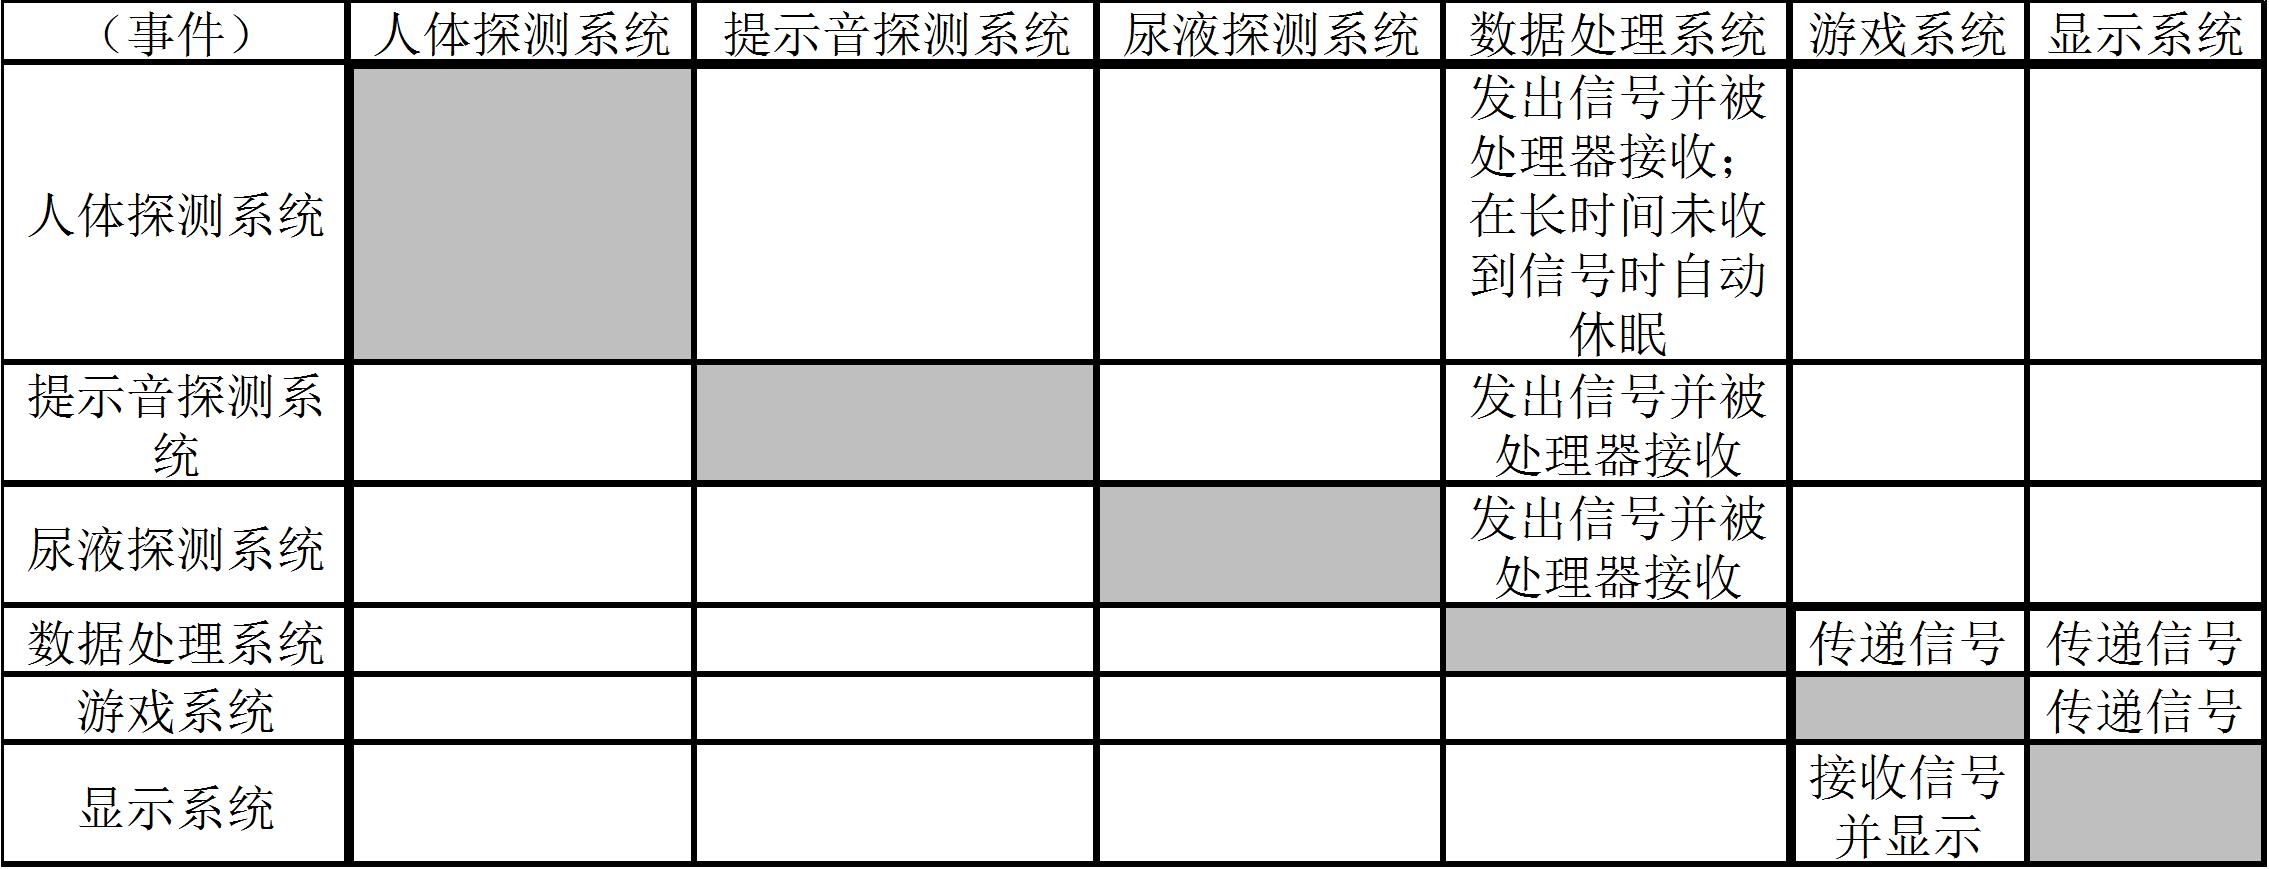 （事件） 人体探测系统 提示音探测系统 尿液探测系统 数据处理系统 游戏系统 显示系统
人体探测系统
发出信号并被
处理器接收；
在长时间未收
到信号时自动
休眠
提示音探测系
统
发出信号并被
处理器接收
尿液探测系统
发出信号并被
处理器接收
数据处理系统 传递信号 传递信号
游戏系统 传递信号
显示系统
接收信号
并显示